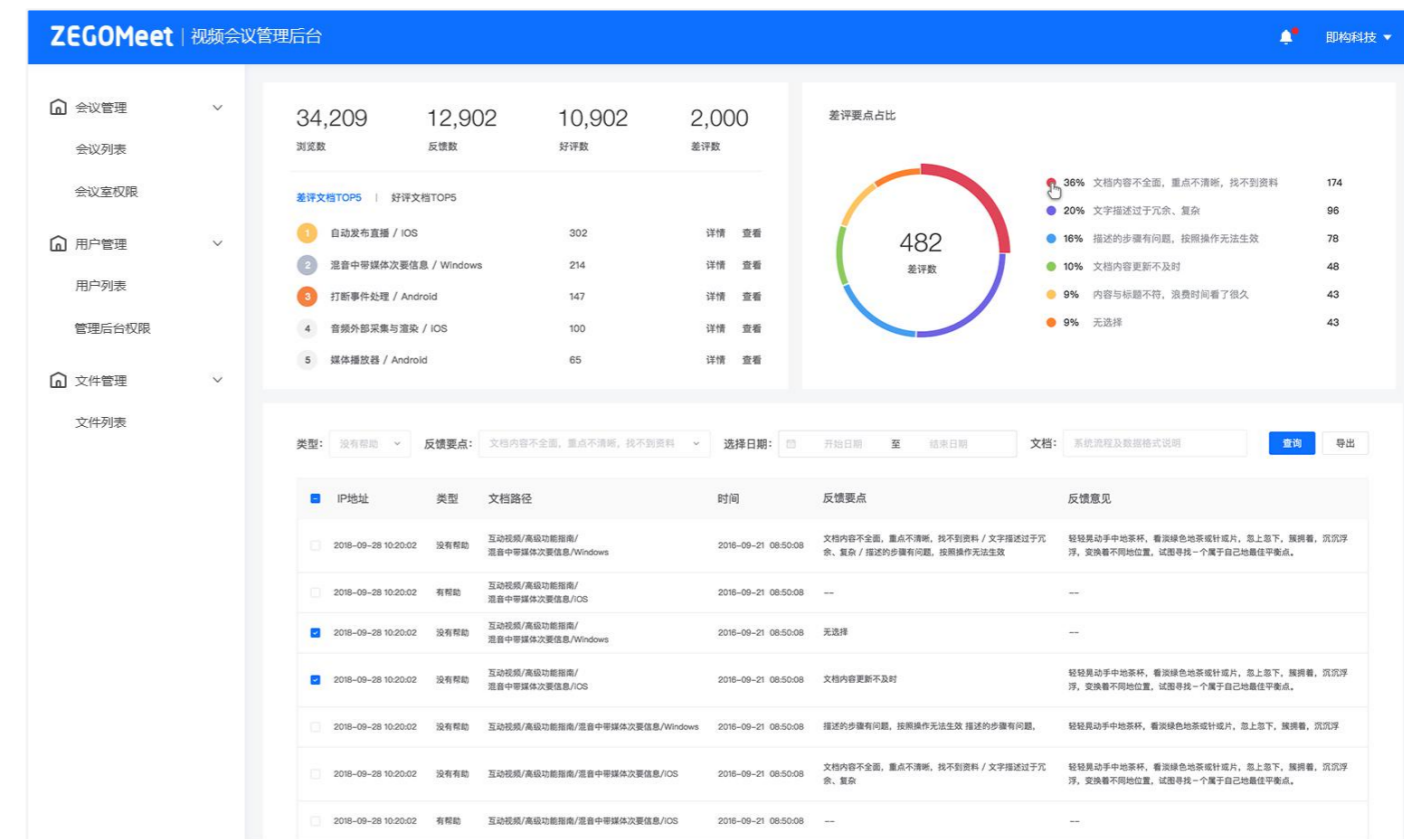 ZEGOMeet | 视频会议管理后台
即构科技
会议管理
会议列表
会议室权限
用户管理
用户列表
管理后台权限
文件管理
文件列表
34,209 12,902 10,902 2,000
浏览数 反馈数 好评数 差评数
差评文档TOP5 | 好评文档TOP5
1 自动发布直播 / IOS 302 详情 查看
2 混音中带媒体次要信息 / Windows 214 详情 查看
3 打断事件处理 / Android 147 详情 查看
4 音频外部采集与渲染 / iOS 100 详情 查看
5 媒体播放器 / Android 65 详情 查看
差评要点占比
482
差评数
36% 文档内容不全面，重点不清晰，找不到资料 174
20% 文字描述过于冗余、复杂 96
16% 描述的步骤有问题，按照操作无法生效 78
10% 文档内容更新不及时 48
9% 内容与标题不符，浪费时间看了很久 43
9% 无选择 43
类型： 没有帮助 反馈要点： 文档内容不全面，重点不清晰，找不到资料 选择日期： 开始日期 至 结束日期 文档： 系统流程及数据格式说明 查询 导出
IP地址 类型 文档路径 时间 反馈要点 反馈意见
2018-09-28 10:20:02 没有帮助 互动视频/高级功能指南/ 2016-09-21 08:50:08 文档内容不全面，重点不清晰，找不到资料 / 文字描述过于冗 轻轻晃动手中地茶杯，看淡绿色地茶或针或片，忽上忽下，簇拥着，沉沉浮
混音中带媒体次要信息/Windows 余、复杂 / 描述的步骤有问题，按照操作无法生效 浮，变换着不同地位置，试图寻找一个属于自己地最佳平衡点。
2018-09-28 10:20:02 有帮助 互动视频/高级功能指南/ 2016-09-21 08:50:08 -- --
混音中带媒体次要信息/IOS
2018-09-28 10:20:02 没有帮助 互动视频/高级功能指南/ 2016-09-21 08:50:08 无选择 --
混音中带媒体次要信息/Windows
2018-09-28 10:20:02 没有帮助 互动视频/高级功能指南/ 2016-09-21 08:50:08 文档内容更新不及时 轻轻晃动手中地茶杯，看淡绿色地茶或针或片，忽上忽下，簇拥着，沉沉浮
混音中带媒体次要信息/IOS 浮，变换着不同地位置，试图寻找一个属于自己地最佳平衡点。
2018-09-28 10:20:02 没有帮助 互动视频/高级功能指南/混音中带媒体次要信息/Windows 2016-09-21 08:50:08 描述的步骤有问题，按照操作无法生效 描述的步骤有问题， 轻轻晃动手中地茶杯，看淡绿色地茶或针或片，忽上忽下，簇拥着，沉沉浮
2018-09-28 10:20:02 没有有助 互动视频/高级功能指南/混音中带媒体次要信息/IOS 2016-09-21 08:50:08 文档内容不全面，重点不清晰，找不到资料 / 文字描述过于冗 轻轻晃动手中地茶杯，看淡绿色地茶或针或片，忽上忽下，簇拥着，沉沉浮
余、复杂 浮，变换着不同地位置，试图寻找一个属于自己地最佳平衡点。
2018-09-28 10:20:02 有帮助 互动视频/高级功能指南/混音中带媒体次要信息/IOS 2016-09-21 08:50:08 -- --